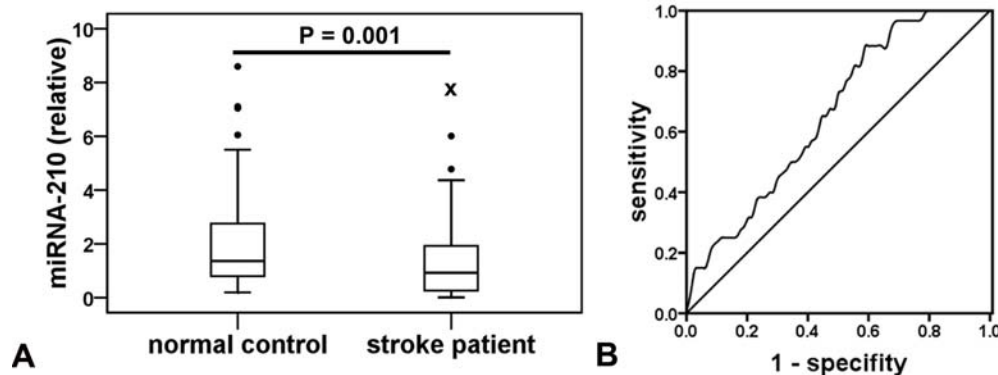 P = 0.001
10
8
6
4
2
0
miRNA-210 (relative)
x
normal control
stroke patient
A
1.0
0.8
0.6
0.4
0.2
0.0
sensitivity
0.0 0.2 0.4 0.6 0.8 1.0
1 - specifity
B